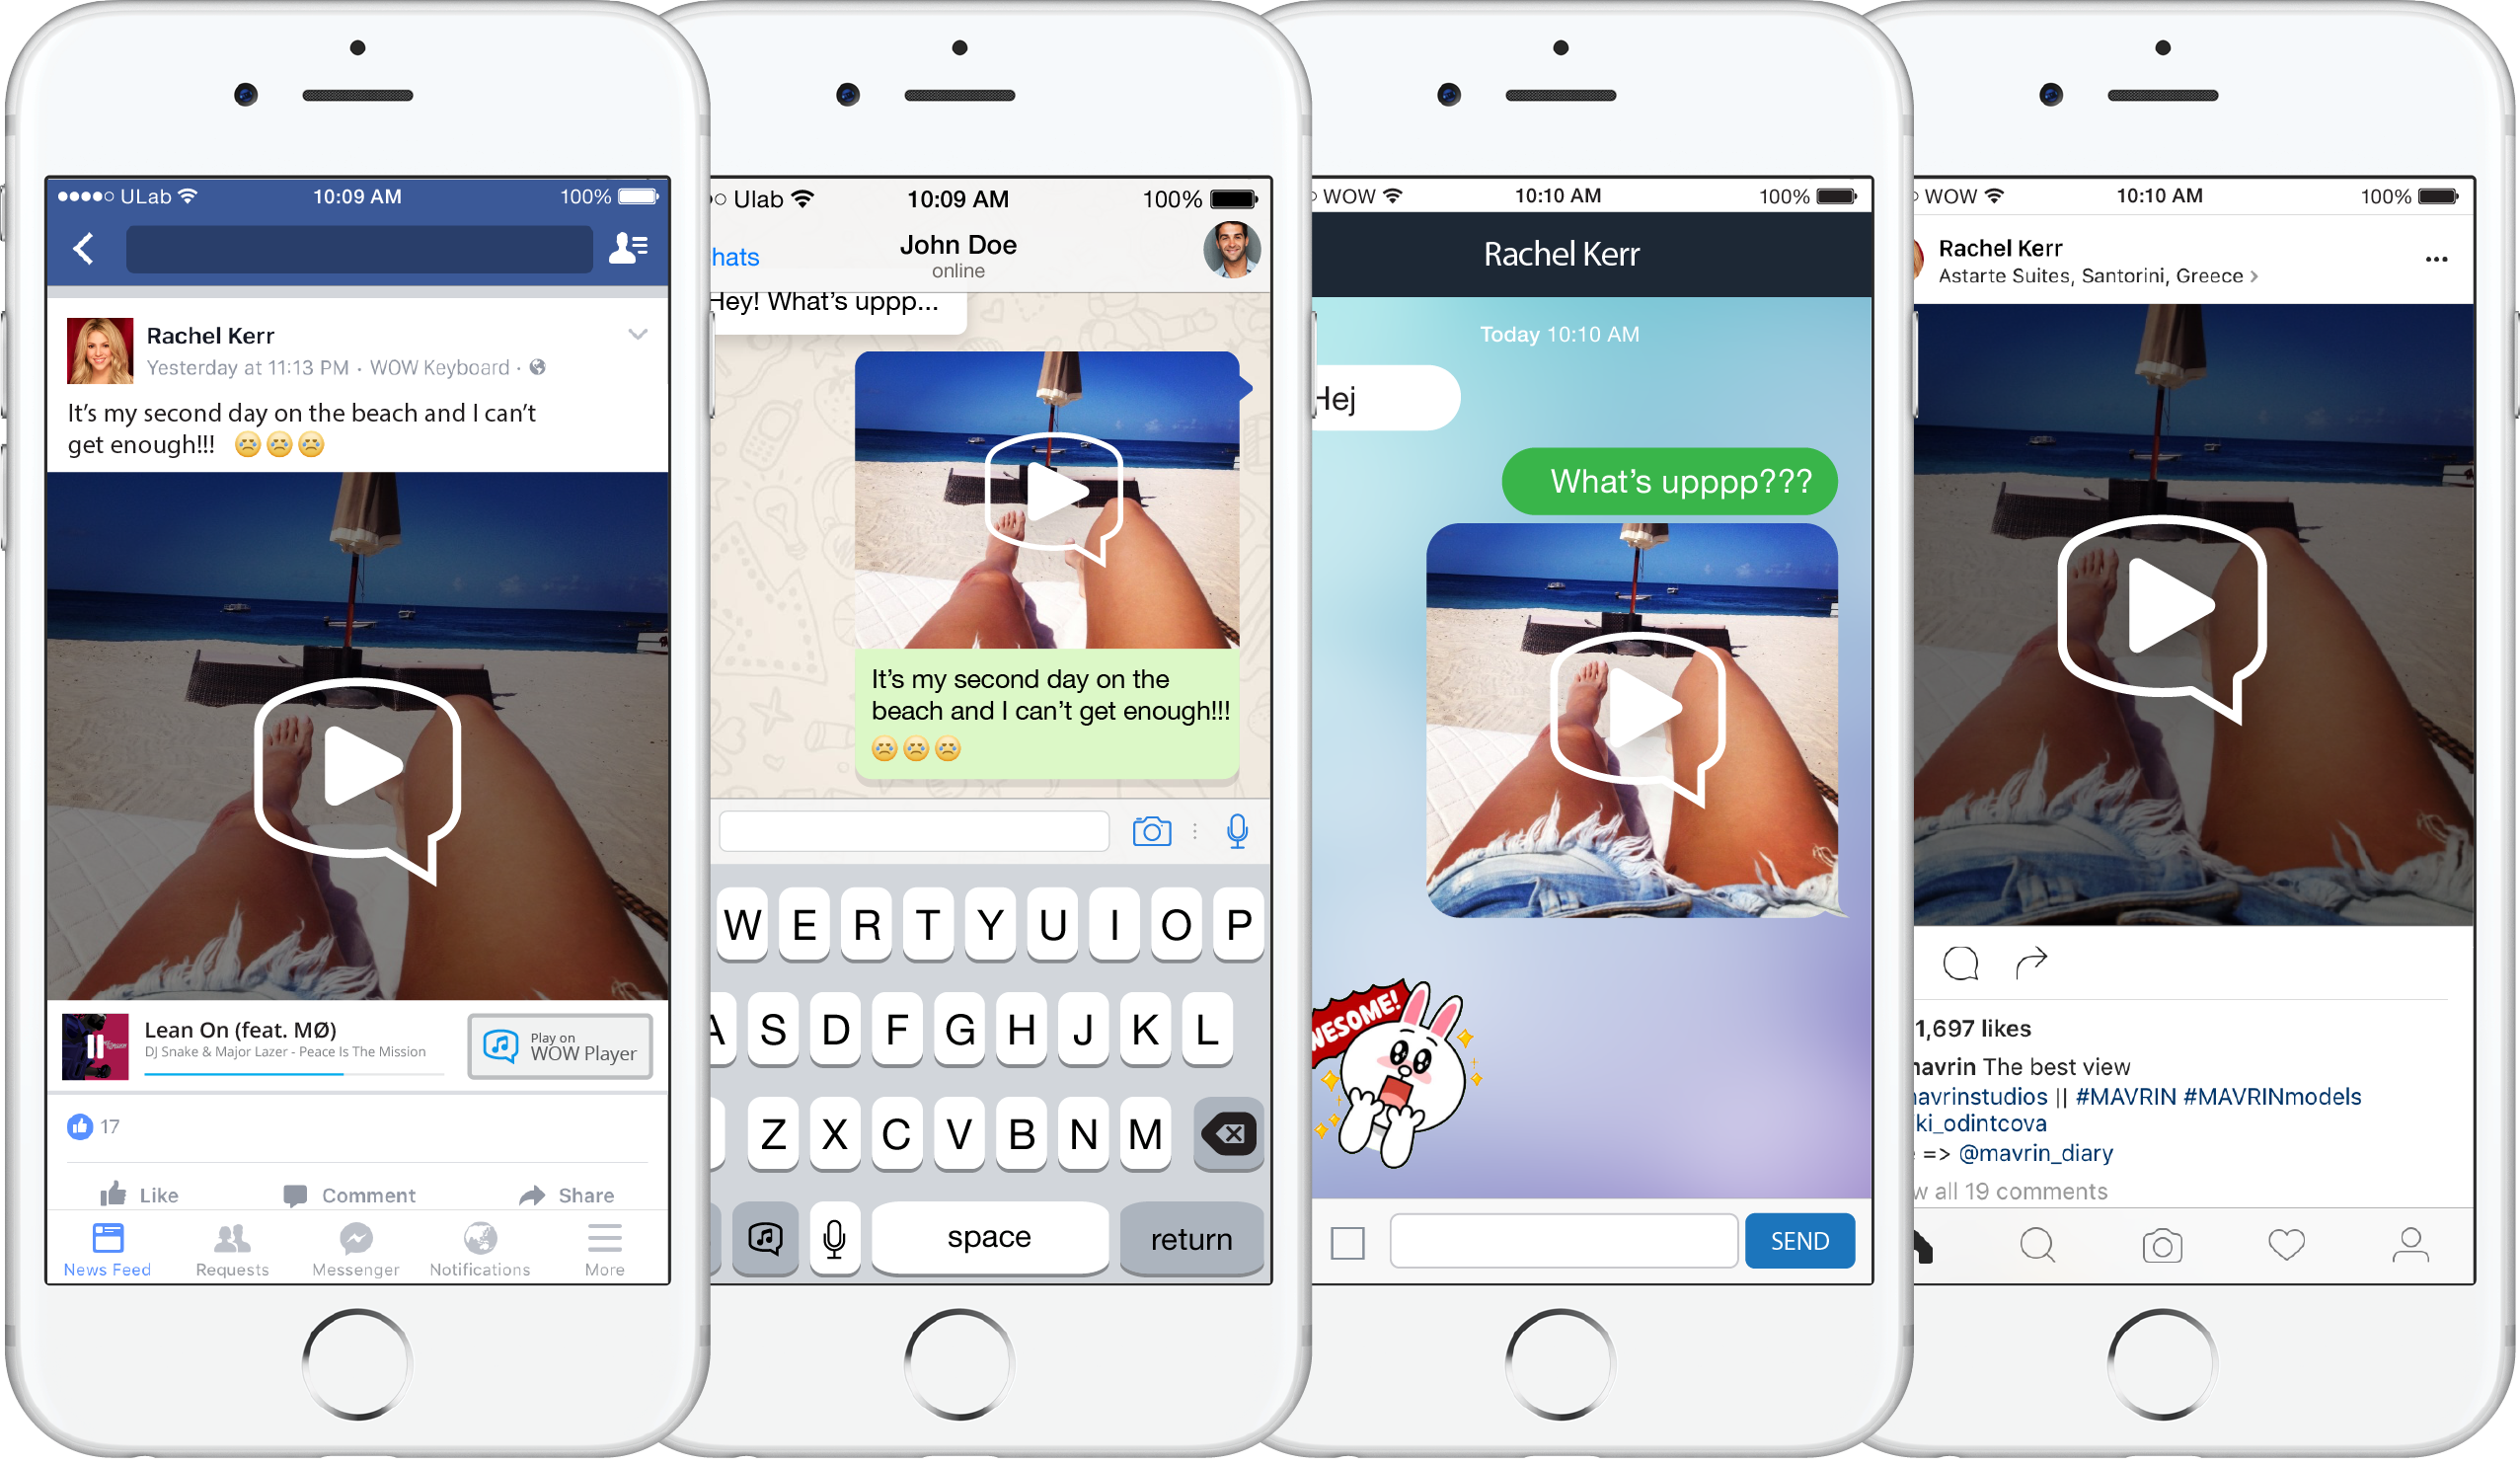 ULab 10:09 AM 100%
Rachel Kerr
Yesterday at 11:13 PM · WOW Keyboard ·
It's my second day on the beach and I can't
get enough!!!
Lean On (feat. MØ)
DJ Snake & Major Lazer - Peace Is The Mission
Play on
WOW Player
17
Like Comment Share
News Feed Requests Messenger Notifications More
Ulab 10:09 AM 100%
hats
John Doe
online
Hey! What's uppp...
It's my second day on the
beach and I can't get enough!!!
W E R T Y U I O P
A S D F G H J K L
Z X C V B N M
space return
WOW 10:10 AM 100%
Rachel Kerr
Today 10:10 AM
Hej
What's upppp???
WESOME!
SEND
WOW 10:10 AM 100%
Rachel Kerr
Astarte Suites, Santorini, Greece >
1,697 likes
mavrin The best view
mavrinstudios || #MAVRIN #MAVRINmodels
ki_odintcova
=> @mavrin_diary
w all 19 comments